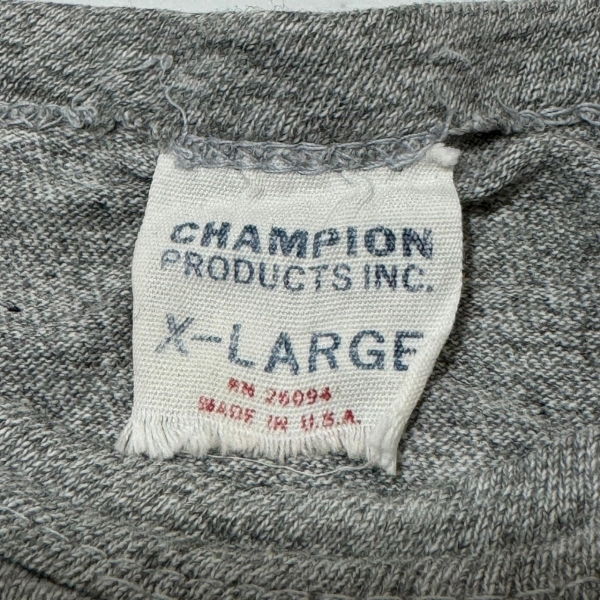 CHAMPION
PRODUCTS INC.
X-LARGE
RN 26094
MADE IN U.S.A.